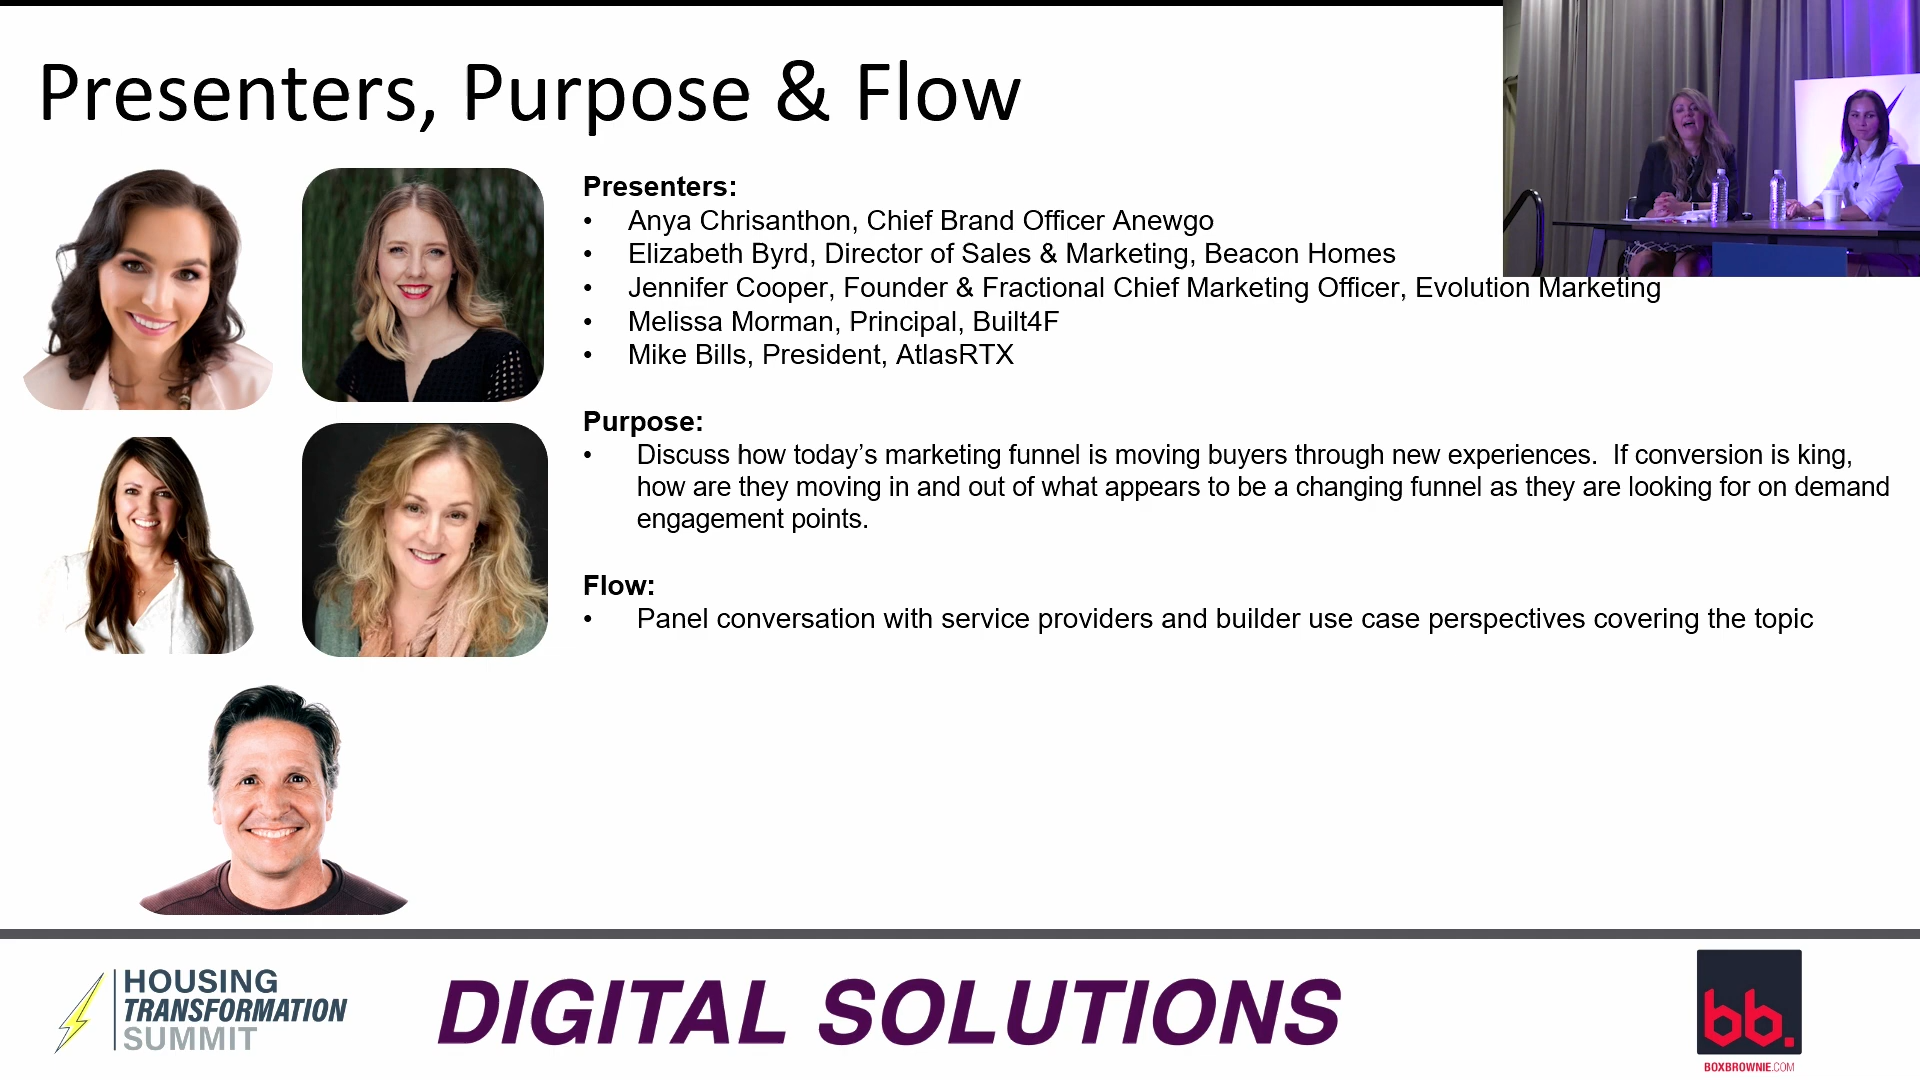 Presenters, Purpose & Flow
Presenters:
• Anya Chrisanthon, Chief Brand Officer Anewgo
• Elizabeth Byrd, Director of Sales & Marketing, Beacon Homes
• Jennifer Cooper, Founder & Fractional Chief Marketing Officer, Evolution Marketing
• Melissa Morman, Principal, Built4F
• Mike Bills, President, AtlasRTX
Purpose:
• Discuss how today’s marketing funnel is moving buyers through new experiences.  If conversion is king,
how are they moving in and out of what appears to be a changing funnel as they are looking for on demand
engagement points.
Flow:
• Panel conversation with service providers and builder use case perspectives covering the topic
HOUSING
TRANSFORMATION
SUMMIT
DIGITAL SOLUTIONS
bb.
BOXBROWNIE.COM